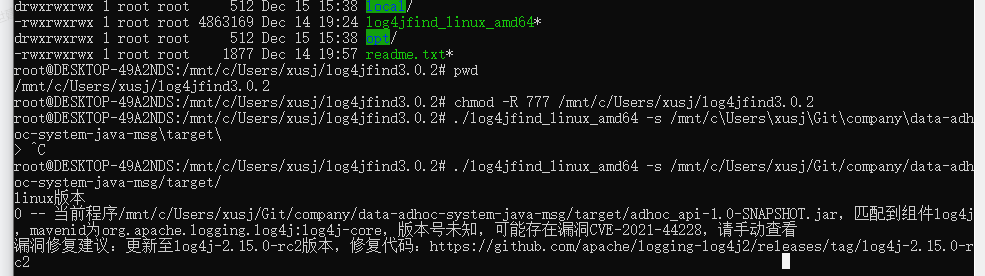 drwxrwxrwx 1 root root     512 Dec 15 15:38 local/
-rwxrwxrwx 1 root root 4863169 Dec 14 19:24 log4jfind_linux_amd64*
drwxrwxrwx 1 root root     512 Dec 15 15:38 opt/
-rwxrwxrwx 1 root root    1877 Dec 14 19:57 readme.txt*
root@DESKTOP-49A2NDS:/mnt/c/Users/xusj/log4jfind3.0.2# pwd
/mnt/c/Users/xusj/log4jfind3.0.2
root@DESKTOP-49A2NDS:/mnt/c/Users/xusj/log4jfind3.0.2# chmod -R 777 /mnt/c/Users/xusj/log4jfind3.0.2
root@DESKTOP-49A2NDS:/mnt/c/Users/xusj/log4jfind3.0.2# ./log4jfind_linux_amd64 -s /mnt/c\Users\xusj\Git\company\data-adh
oc-system-java-msg\target\
> ^C
root@DESKTOP-49A2NDS:/mnt/c/Users/xusj/log4jfind3.0.2# ./log4jfind_linux_amd64 -s /mnt/c/Users/xusj/Git/company/data-adh
oc-system-java-msg/target/
linux版本
0 -- 当前程序/mnt/c/Users/xusj/Git/company/data-adhoc-system-java-msg/target/adhoc_api-1.0-SNAPSHOT.jar，匹配到组件log4j
，mavenid为org.apache.logging.log4j:log4j-core，版本号未知，可能存在漏洞CVE-2021-44228，请手动查看
漏洞修复建议：更新至log4j-2.15.0-rc2版本，修复代码：https://github.com/apache/logging-log4j2/releases/tag/log4j-2.15.0-r
c2